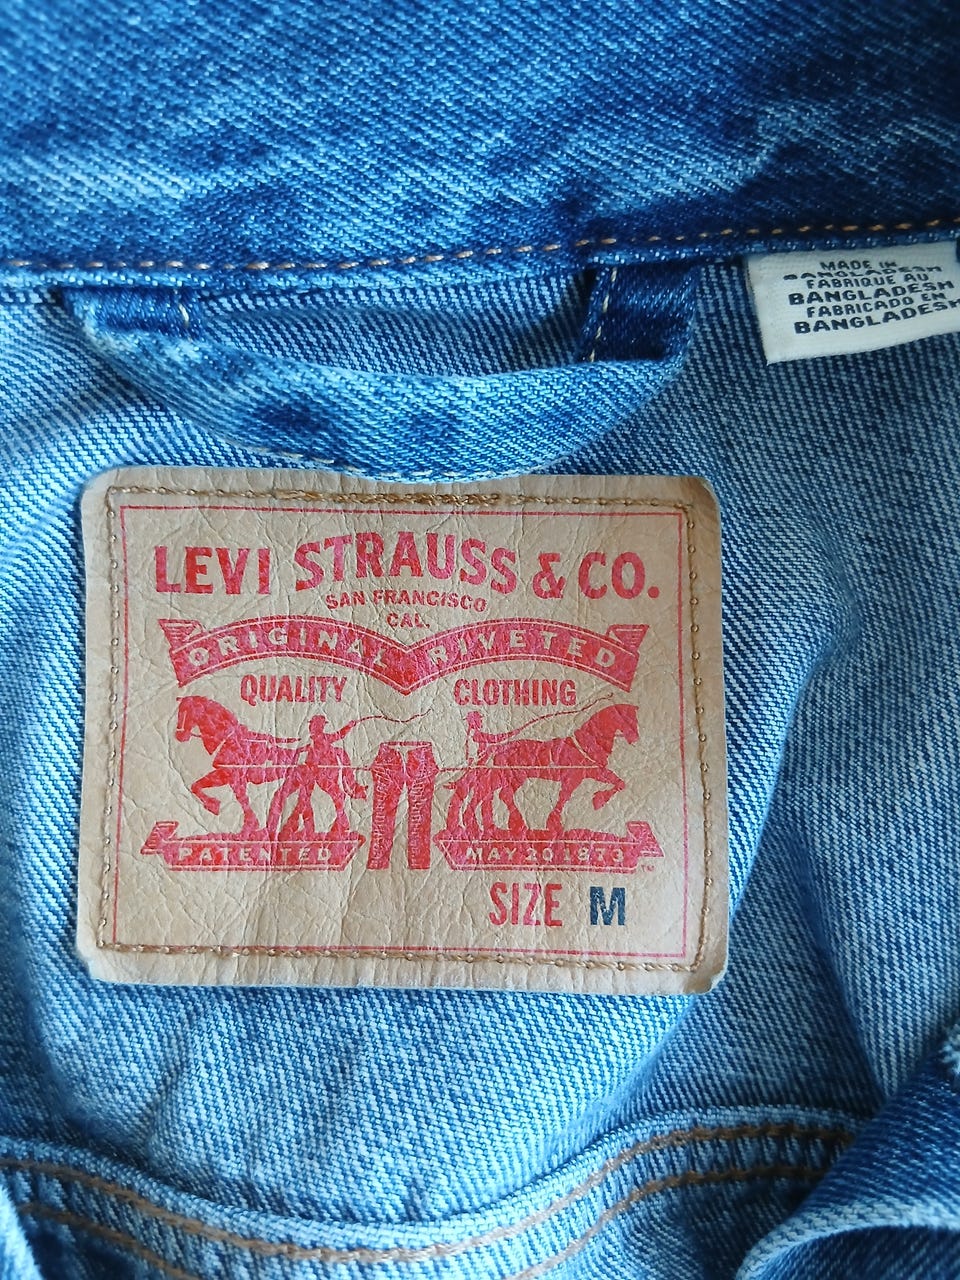 MADE IN
BANGLADESH
FABRIQUE AU
BANGLADESH
FABRICADO EN
BANGLADESH
LEVI STRAUSS & CO.
SAN FRANCISCO
CAL.
ORIGINAL RIVETED
QUALITY CLOTHING
PATENTED MAY 20 1873
TM
SIZE M